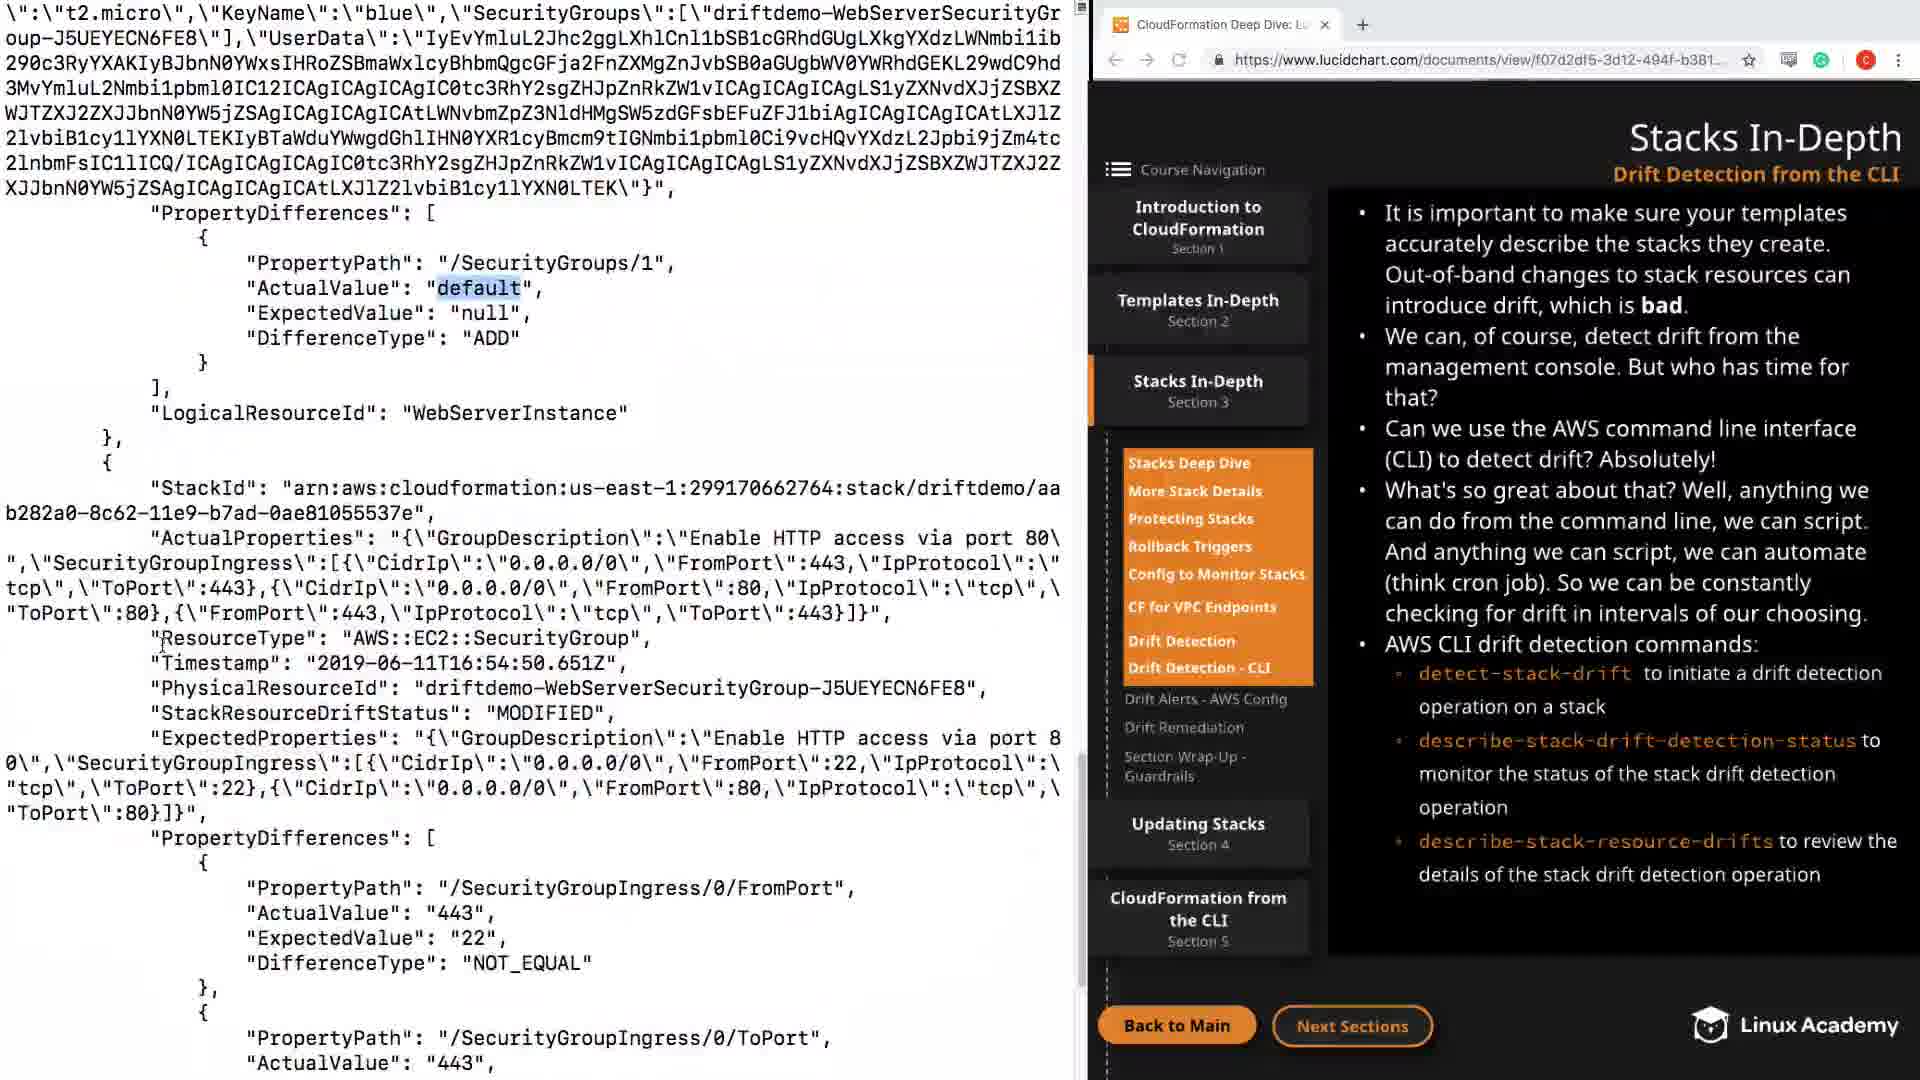 \":\"t2.micro\",\"KeyName\":\"blue\",\"SecurityGroups\":[\"driftdemo-WebServerSecurityGr
oup-J5UEYECN6FE8\"],\"UserData\":\"IyEvYmluL2Jhc2ggLXhlCnl1bSB1cGRhdGUgLXkgYXdzLWNmbi1ib
290c3RyYXAKIyBJbnN0YWxsIHRoZSBmaWxlcyBhbmQgcGFja2FnZXMgZnJvbSB0aGUgbWV0YWRhdGEKL29wdC9hd
3MvYmluL2Nmbi1pbml0IC12ICAgICAgICAgIC0tc3RhY2sgZHJpZnRkZW1vICAgICAgICAgLS1yZXNvdXJjZSBXZ
WJTZXJ2ZXJJbnN0YW5jZSAgICAgICAgICAtLWNvbmZpZ3NldHMgSW5zdGFsbEFuZFJ1biAgICAgICAgICAtLXJlZ
2lvbiB1cy1lYXN0LTEKIyBTaWduYWwgdGhlIHN0YXR1cyBmcm9tIGNmbi1pbml0Ci9vcHQvYXdzL2Jpbi9jZm4tc
2lnbmFsIC1lICQ/ICAgICAgICAgIC0tc3RhY2sgZHJpZnRkZW1vICAgICAgICAgLS1yZXNvdXJjZSBXZWJTZXJ2Z
XJJbnN0YW5jZSAgICAgICAgICAtLXJlZ2lvbiB1cy1lYXN0LTEK\"}",
"PropertyDifferences": [
{
"PropertyPath": "/SecurityGroups/1",
"ActualValue": "default",
"ExpectedValue": "null",
"DifferenceType": "ADD"
}
],
"LogicalResourceId": "WebServerInstance"
},
{
"StackId": "arn:aws:cloudformation:us-east-1:299170662764:stack/driftdemo/aa
b282a0-8c62-11e9-b7ad-0ae81055537e",
"ActualProperties": "{\"GroupDescription\":\"Enable HTTP access via port 80\
",\"SecurityGroupIngress\":[{\"CidrIp\":\"0.0.0.0/0\",\"FromPort\":443,\"IpProtocol\":\"
tcp\",\"ToPort\":443},{\"CidrIp\":\"0.0.0.0/0\",\"FromPort\":80,\"IpProtocol\":\"tcp\",\
"ToPort\":80},{\"FromPort\":443,\"IpProtocol\":\"tcp\",\"ToPort\":443}]}",
"ResourceType": "AWS::EC2::SecurityGroup",
"Timestamp": "2019-06-11T16:54:50.651Z",
"PhysicalResourceId": "driftdemo-WebServerSecurityGroup-J5UEYECN6FE8",
"StackResourceDriftStatus": "MODIFIED",
"ExpectedProperties": "{\"GroupDescription\":\"Enable HTTP access via port 8
0\",\"SecurityGroupIngress\":[{\"CidrIp\":\"0.0.0.0/0\",\"FromPort\":22,\"IpProtocol\":\
"tcp\",\"ToPort\":22},{\"CidrIp\":\"0.0.0.0/0\",\"FromPort\":80,\"IpProtocol\":\"tcp\",\
"ToPort\":80}]}",
"PropertyDifferences": [
{
"PropertyPath": "/SecurityGroupIngress/0/FromPort",
"ActualValue": "443",
"ExpectedValue": "22",
"DifferenceType": "NOT_EQUAL"
},
{
"PropertyPath": "/SecurityGroupIngress/0/ToPort",
"ActualValue": "443",
CloudFormation Deep Dive: Lu
https://www.lucidchart.com/documents/view/f07d2df5-3d12-494f-b381...
C
Stacks In-Depth
Drift Detection from the CLI
Course Navigation
Introduction to
CloudFormation
Section 1
Templates In-Depth
Section 2
Stacks In-Depth
Section 3
Stacks Deep Dive
More Stack Details
Protecting Stacks
Rollback Triggers
Config to Monitor Stacks
CF for VPC Endpoints
Drift Detection
Drift Detection - CLI
Drift Alerts - AWS Config
Drift Remediation
Section Wrap-Up -
Guardrails
Updating Stacks
Section 4
CloudFormation from
the CLI
Section 5
Back to Main
Next Sections
• It is important to make sure your templates
accurately describe the stacks they create.
Out-of-band changes to stack resources can
introduce drift, which is bad.
• We can, of course, detect drift from the
management console. But who has time for
that?
• Can we use the AWS command line interface
(CLI) to detect drift? Absolutely!
• What's so great about that? Well, anything we
can do from the command line, we can script.
And anything we can script, we can automate
(think cron job). So we can be constantly
checking for drift in intervals of our choosing.
• AWS CLI drift detection commands:
◦ detect-stack-drift to initiate a drift detection
operation on a stack
◦ describe-stack-drift-detection-status to
monitor the status of the stack drift detection
operation
◦ describe-stack-resource-drifts to review the
details of the stack drift detection operation
Linux Academy